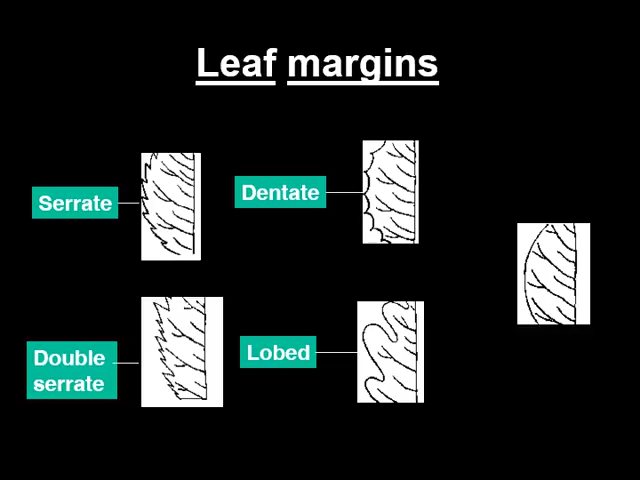 Leaf margins
Serrate
Dentate
Double
serrate
Lobed